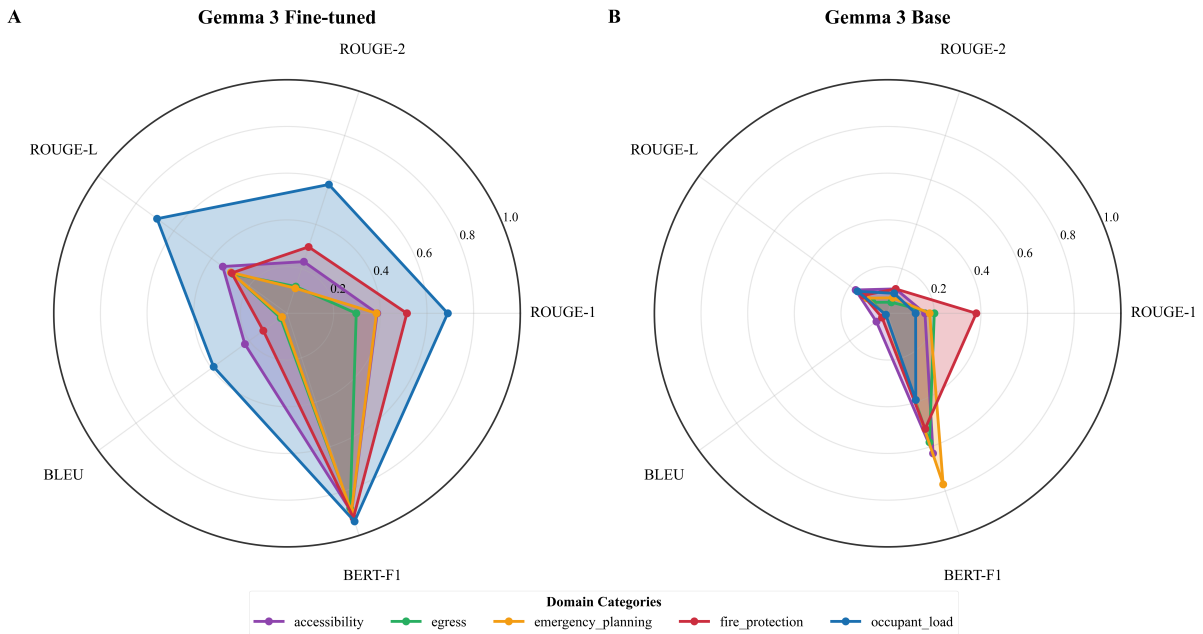 A
Gemma 3 Fine-tuned
ROUGE-2
ROUGE-L
1.0
0.8
0.6
0.4
0.2
ROUGE-1
BLEU
BERT-F1
B
Gemma 3 Base
ROUGE-2
ROUGE-L
1.0
0.8
0.6
0.4
0.2
ROUGE-1
BLEU
BERT-F1
Domain Categories
accessibility egress emergency_planning fire_protection occupant_load